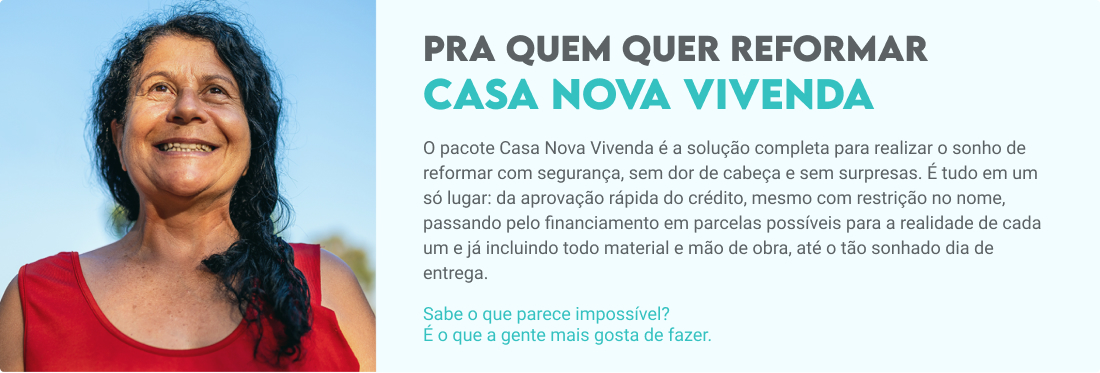 PRA QUEM QUER REFORMAR
CASA NOVA VIVENDA
O pacote Casa Nova Vivenda é a solução completa para realizar o sonho de
reformar com segurança, sem dor de cabeça e sem surpresas. É tudo em um
só lugar: da aprovação rápida do crédito, mesmo com restrição no nome,
passando pelo financiamento em parcelas possíveis para a realidade de cada
um e já incluindo todo material e mão de obra, até o tão sonhado dia de
entrega.
Sabe o que parece impossível?
É o que a gente mais gosta de fazer.